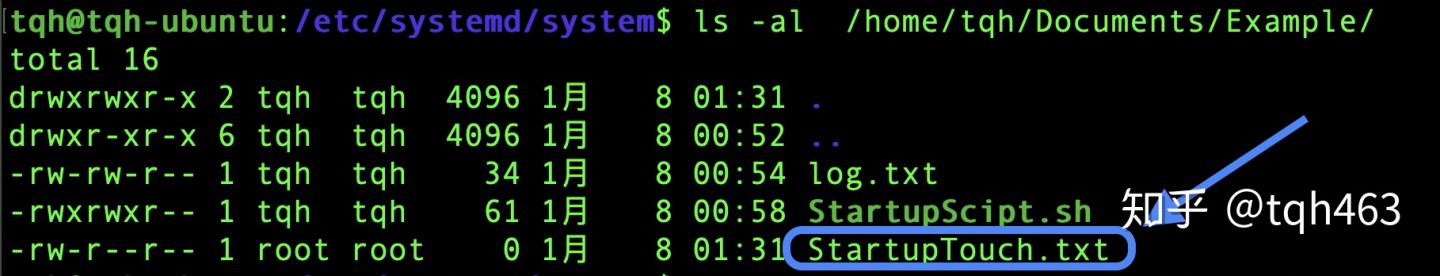 tqh@tqh-ubuntu:/etc/systemd/system$ ls -al  /home/tqh/Documents/Example/
total 16
drwxrwxr-x 2 tqh  tqh  4096 1月   8 01:31 .
drwxr-xr-x 6 tqh  tqh  4096 1月   8 00:52 ..
-rw-rw-r-- 1 tqh  tqh    34 1月   8 00:54 log.txt
-rwxrwxr-- 1 tqh  tqh    61 1月   8 00:58 StartupScipt.sh
知乎 @tqh463
-rw-r--r-- 1 root root    0 1月   8 01:31 StartupTouch.txt